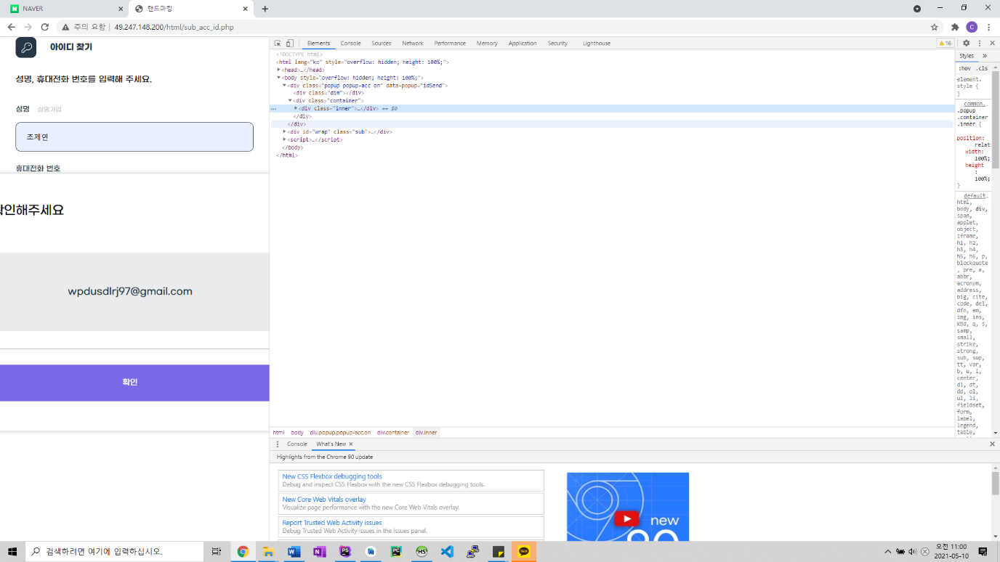 NAVER
랜드마킹
주의 요함
49.247.148.200/html/sub_acc_id.php
C
아이디 찾기
성명, 휴대전화 번호를 입력해 주세요.
성명 실명가입
조제연
휴대전화 번호
확인해주세요
wpdusdlrj97@gmail.com
확인
Elements Console Sources Network Performance Memory Application Security Lighthouse
16
<!DOCTYPE html>
<html lang="ko" style="overflow: hidden; height: 100%;">
<head>…</head>
<body style="overflow: hidden; height: 100%;">
<div class="popup popup-acc on" data-popup="idSend">
<div class="dim"></div>
<div class="container">
<div class="inner">…</div> == $0
</div>
</div>
<div id="wrap" class="sub">…</div>
<script>…</script>
</body>
</html>
Styles
:hov .cls
element.
style {
}
common.…
.popup
.container
.inner {
position:
relat
width:
100%;
height
:
100%;
}
default.
html,
body, div,
span,
applet,
object,
iframe,
h1, h2,
h3, h4,
h5, h6, p,
blockquote
, pre, a,
abbr,
acronym,
address,
big, cite,
code, del,
dfn, em,
img, ins,
kbd, q, s,
samp,
small,
strike,
strong,
sub, sup,
tt, var,
b, u, i,
center,
dl, dt,
dd, ol,
ul, li,
fieldset,
form,
label,
legend,
table,
html body div.popup.popup-acc.on div.container div.inner
Console What's New
Highlights from the Chrome 90 update
New CSS Flexbox debugging tools
Debug and inspect CSS Flexbox with the new CSS Flexbox debugging tools.
New Core Web Vitals overlay
Visualize page performance with the new Core Web Vitals overlay.
Report Trusted Web Activity issues
Debug Trusted Web Activity issues in the Issues panel.
new
90
검색하려면 여기에 입력하십시오.
오전 11:00
2021-05-10